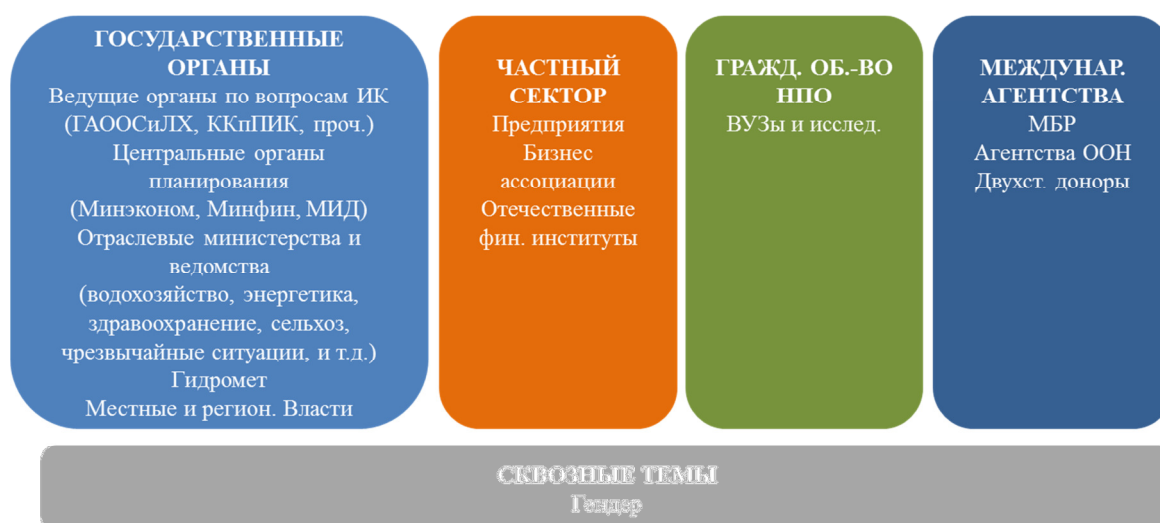 ГОСУДАРСТВЕННЫЕ
ОРГАНЫ
Ведущие органы по вопросам ИК
(ГАООСиЛХ, ККпПИК, проч.)
Центральные органы
планирования
(Минэконом, Минфин, МИД)
Отраслевые министерства и
ведомства
(водохозяйство, энергетика,
здравоохранение, сельхоз,
чрезвычайные ситуации, и т.д.)
Гидромет
Местные и регион. Власти
ЧАСТНЫЙ
СЕКТОР
Предприятия
Бизнес
ассоциации
Отечественные
фин. институты
ГРАЖД. ОБ.-ВО
НПО
ВУЗы и исслед.
МЕЖДУНАР.
АГЕНТСТВА
МБР
Агентства ООН
Двухст. доноры
СКВОЗНЫЕ ТЕМЫ
Гендер